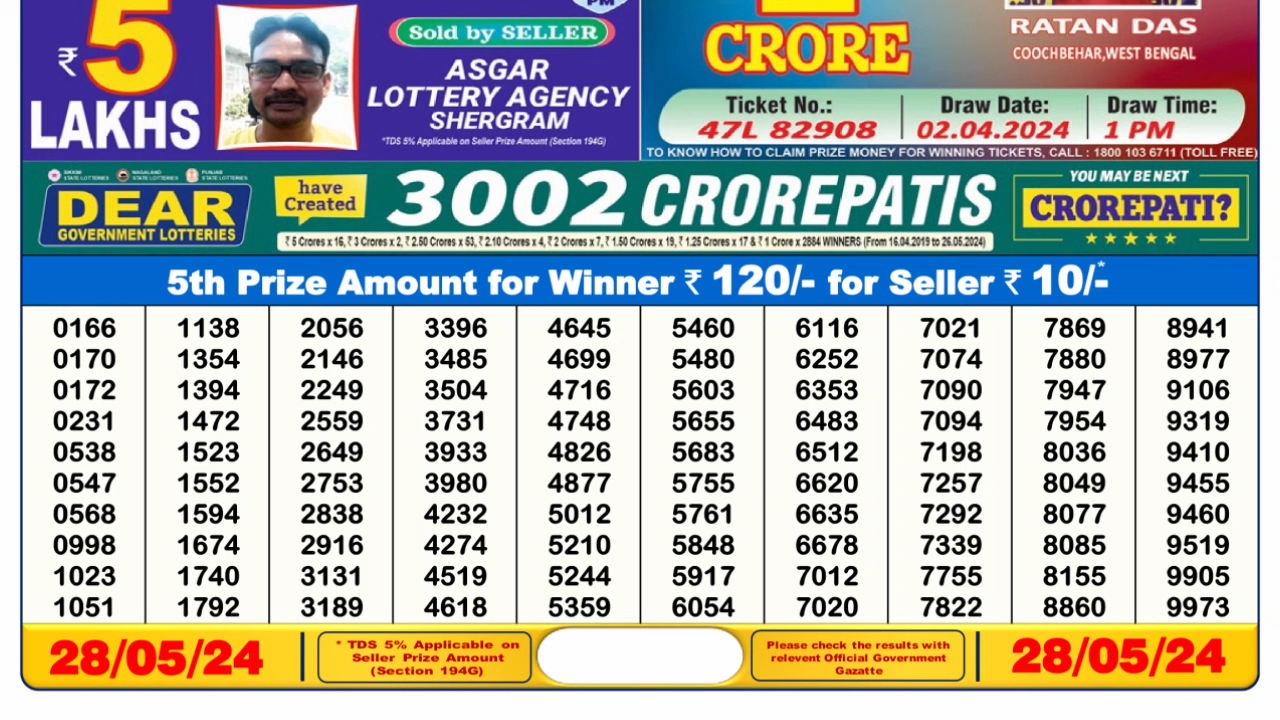 PM
₹ 5
LAKHS
Sold by SELLER
ASGAR
LOTTERY AGENCY
SHERGRAM
*TDS 5% Applicable on Seller Prize Amount (Section 194G)
CRORE
RATAN DAS
COOCHBEHAR,WEST BENGAL
Ticket No.: Draw Date: Draw Time:
47L 82908 02.04.2024 1 PM
TO KNOW HOW TO CLAIM PRIZE MONEY FOR WINNING TICKETS, CALL : 1800 103 6711 (TOLL FREE)
SIKKIM STATE LOTTERIES NAGALAND STATE LOTTERIES PUNJAB STATE LOTTERIES
DEAR
GOVERNMENT LOTTERIES
have
Created
3002 CROREPATIS
₹ 5 Crores x 16, ₹ 3 Crores x 2, ₹ 2.50 Crores x 53, ₹ 2.10 Crores x 4, ₹ 2 Crores x 7, ₹ 1.50 Crores x 19, ₹ 1.25 Crores x 17 & ₹ 1 Crore x 2884 WINNERS (From 16.04.2019 to 26.05.2024)
YOU MAY BE NEXT
CROREPATI?
5th Prize Amount for Winner ₹ 120/- for Seller ₹ 10/-*
0166 1138 2056 3396 4645 5460 6116 7021 7869 8941
0170 1354 2146 3485 4699 5480 6252 7074 7880 8977
0172 1394 2249 3504 4716 5603 6353 7090 7947 9106
0231 1472 2559 3731 4748 5655 6483 7094 7954 9319
0538 1523 2649 3933 4826 5683 6512 7198 8036 9410
0547 1552 2753 3980 4877 5755 6620 7257 8049 9455
0568 1594 2838 4232 5012 5761 6635 7292 8077 9460
0998 1674 2916 4274 5210 5848 6678 7339 8085 9519
1023 1740 3131 4519 5244 5917 7012 7755 8155 9905
1051 1792 3189 4618 5359 6054 7020 7822 8860 9973
28/05/24
* TDS 5% Applicable on
Seller Prize Amount
(Section 194G)
Please check the results with
relevent Official Government
Gazatte
28/05/24